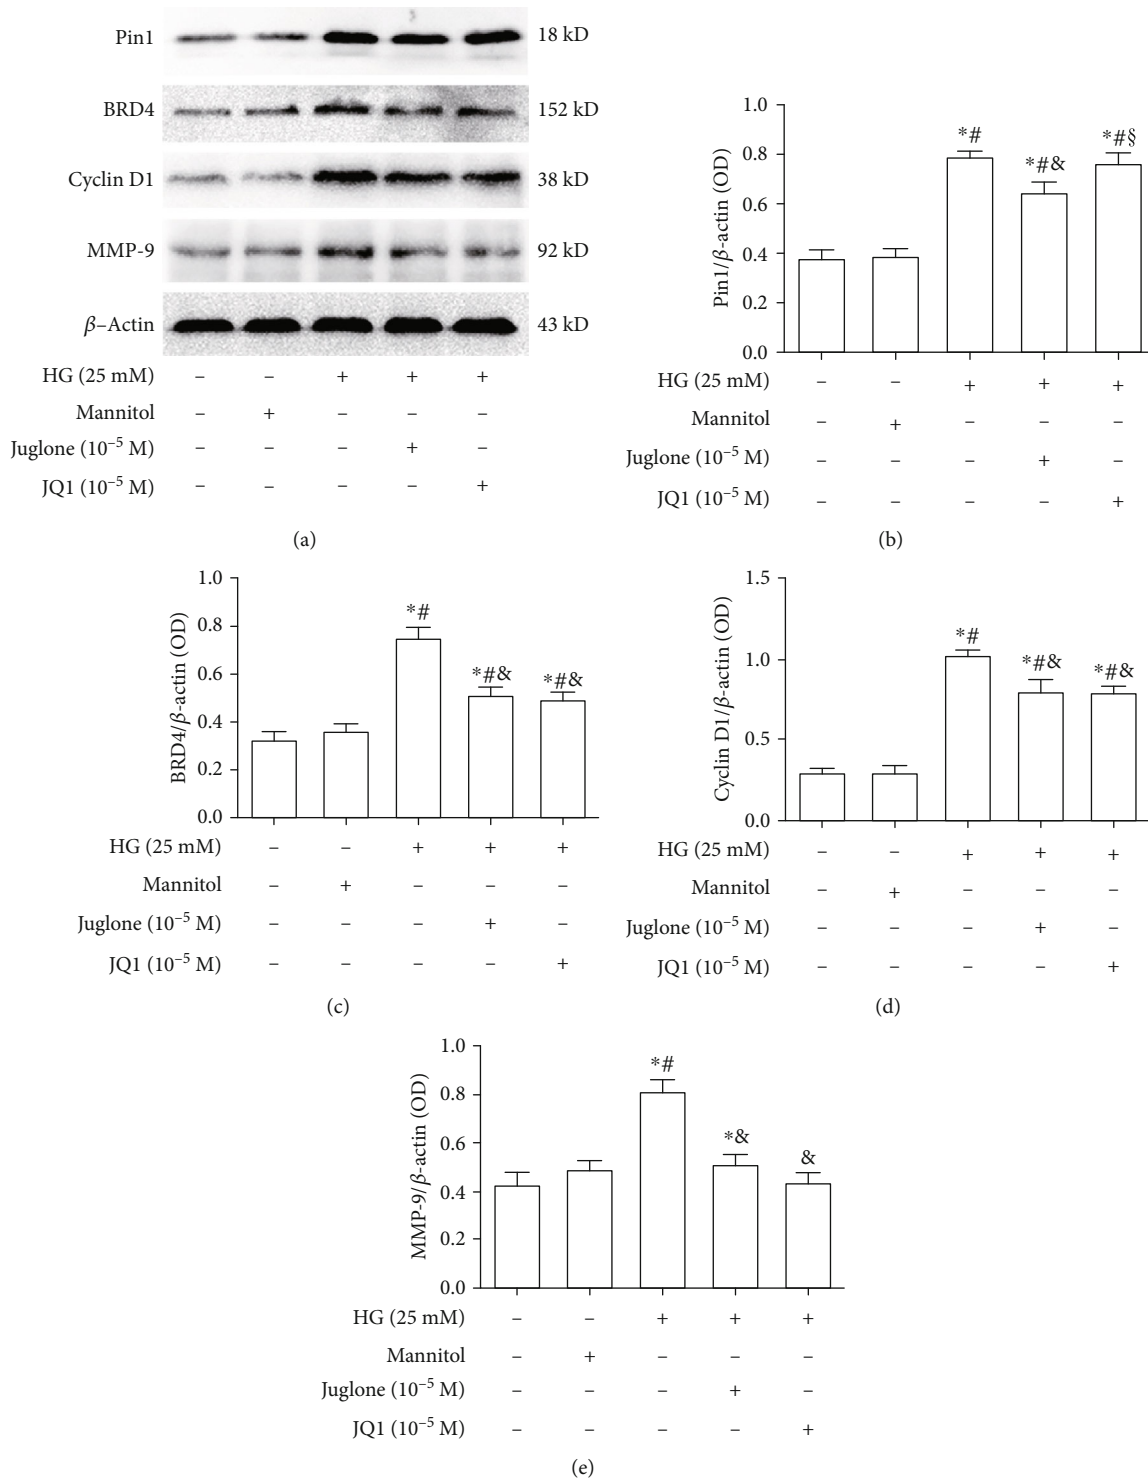 Pin1 18 kD
BRD4 152 kD
Cyclin D1 38 kD
MMP-9 92 kD
β–Actin 43 kD
HG (25 mM) – – + + +
Mannitol – + – – –
Juglone (10⁻⁵ M) – – – + –
JQ1 (10⁻⁵ M) – – – – +
(a)
Pin1/β-actin (OD)
1.0
0.8
0.6
0.4
0.2
0.0
*# *#& *#§
HG (25 mM) – – + + +
Mannitol – + – – –
Juglone (10⁻⁵ M) – – – + –
JQ1 (10⁻⁵ M) – – – – +
(b)
BRD4/β-actin (OD)
1.0
0.8
0.6
0.4
0.2
0.0
*# *#& *#&
HG (25 mM) – – + + +
Mannitol – + – – –
Juglone (10⁻⁵ M) – – – + –
JQ1 (10⁻⁵ M) – – – – +
(c)
Cyclin D1/β-actin (OD)
1.5
1.0
0.5
0.0
*# *#& *#&
HG (25 mM) – – + + +
Mannitol – + – – –
Juglone (10⁻⁵ M) – – – + –
JQ1 (10⁻⁵ M) – – – – +
(d)
MMP-9/β-actin (OD)
1.0
0.8
0.6
0.4
0.2
0.0
*# *& &
HG (25 mM) – – + + +
Mannitol – + – – –
Juglone (10⁻⁵ M) – – – + –
JQ1 (10⁻⁵ M) – – – – +
(e)